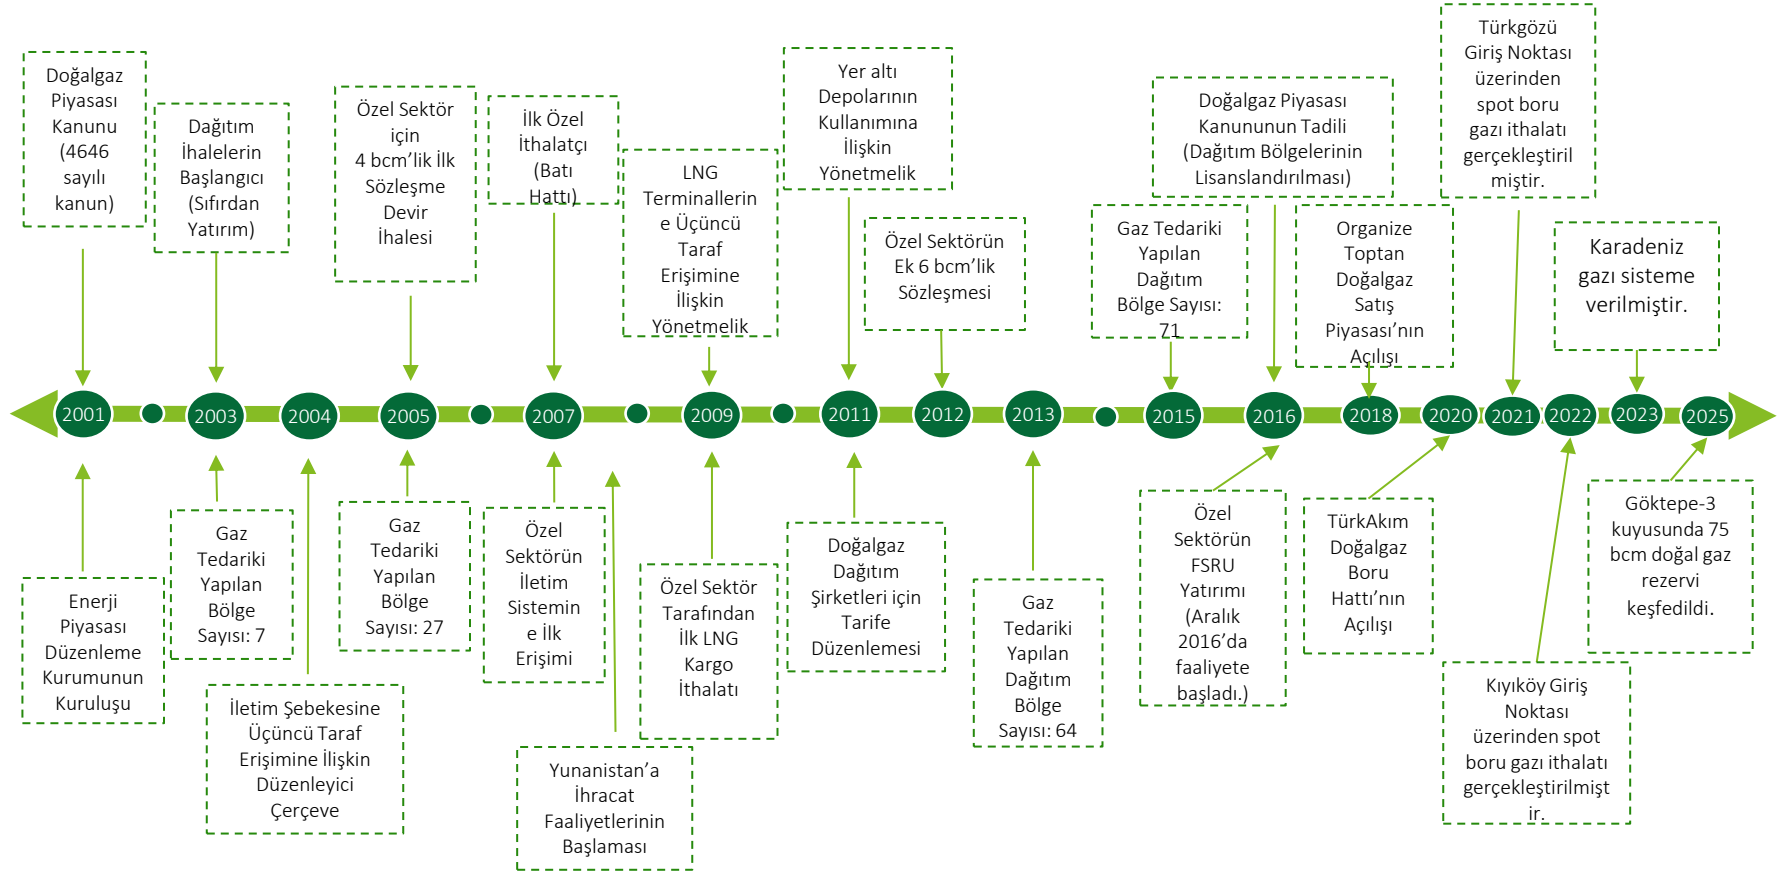 Doğalgaz
Piyasası
Kanunu
(4646
sayılı
kanun)
Dağıtım
İhalelerin
Başlangıcı
(Sıfırdan
Yatırım)
Özel Sektör
için
4 bcm’lik İlk
Sözleşme
Devir
İhalesi
İlk Özel
İthalatçı
(Batı
Hattı)
LNG
Terminallerin
e Üçüncü
Taraf
Erişimine
İlişkin
Yönetmelik
Yer altı
Depolarının
Kullanımına
İlişkin
Yönetmelik
Özel Sektörün
Ek 6 bcm’lik
Sözleşmesi
Gaz Tedariki
Yapılan
Dağıtım
Bölge Sayısı:
71
Doğalgaz Piyasası
Kanununun Tadili
(Dağıtım Bölgelerinin
Lisanslandırılması)
Organize
Toptan
Doğalgaz
Satış
Piyasası’nın
Açılışı
Türkgözü
Giriş Noktası
üzerinden
spot boru
gazı ithalatı
gerçekleştiril
miştir.
Karadeniz
gazı sisteme
verilmiştir.
2001
2003
2004
2005
2007
2009
2011
2012
2013
2015
2016
2018
2020
2021
2022
2023
2025
Enerji
Piyasası
Düzenleme
Kurumunun
Kuruluşu
Gaz
Tedariki
Yapılan
Bölge
Sayısı: 7
İletim Şebekesine
Üçüncü Taraf
Erişimine İlişkin
Düzenleyici
Çerçeve
Gaz
Tedariki
Yapılan
Bölge
Sayısı: 27
Özel
Sektörün
İletim
Sistemin
e İlk
Erişimi
Yunanistan’a
İhracat
Faaliyetlerinin
Başlaması
Özel Sektör
Tarafından
İlk LNG
Kargo
İthalatı
Doğalgaz
Dağıtım
Şirketleri için
Tarife
Düzenlemesi
Gaz
Tedariki
Yapılan
Dağıtım
Bölge
Sayısı: 64
Özel
Sektörün
FSRU
Yatırımı
(Aralık
2016’da
faaliyete
başladı.)
TürkAkım
Doğalgaz
Boru
Hattı’nın
Açılışı
Kıyıköy Giriş
Noktası
üzerinden spot
boru gazı ithalatı
gerçekleştirilmişt
ir.
Göktepe-3
kuyusunda 75
bcm doğal gaz
rezervi
keşfedildi.